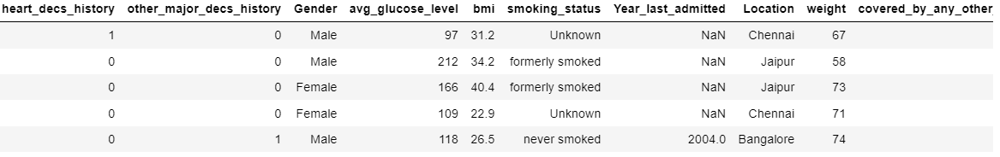 heart_decs_history other_major_decs_history Gender avg_glucose_level bmi smoking_status Year_last_admitted Location weight covered_by_any_other_
1 0 Male 97 31.2 Unknown NaN Chennai 67
0 0 Male 212 34.2 formerly smoked NaN Jaipur 58
0 0 Female 166 40.4 formerly smoked NaN Jaipur 73
0 0 Female 109 22.9 Unknown NaN Chennai 71
0 1 Male 118 26.5 never smoked 2004.0 Bangalore 74